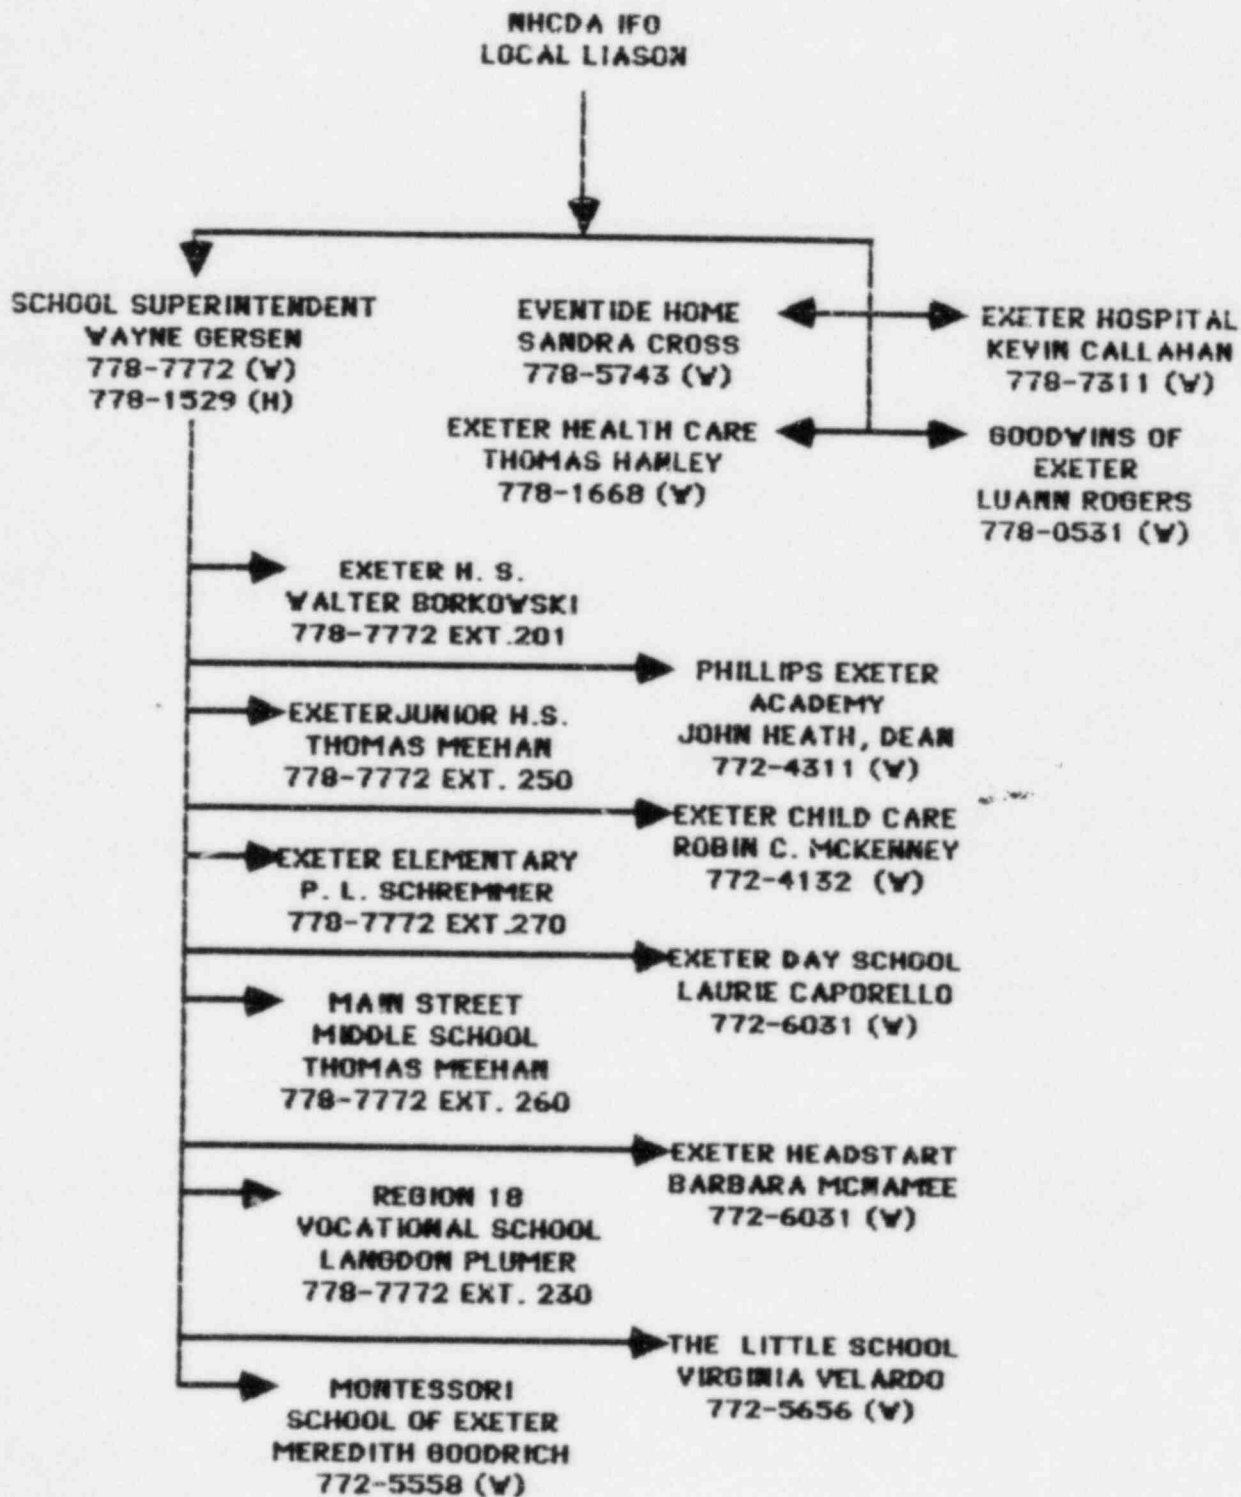 NHCDA IFO
LOCAL LIASON
SCHOOL SUPERINTENDENT
WAYNE GERSEN
778-7772 (W)
778-1529 (H)
EVENTIDE HOME
SANDRA CROSS
778-5743 (W)
EXETER HOSPITAL
KEVIN CALLAHAN
778-7311 (W)
EXETER HEALTH CARE
THOMAS HANLEY
778-1668 (W)
GOODWINS OF
EXETER
LUANN ROGERS
778-0531 (W)
EXETER H. S.
WALTER BORKOWSKI
778-7772 EXT.201
PHILLIPS EXETER
ACADEMY
JOHN HEATH, DEAN
772-4311 (W)
EXETERJUNIOR H.S.
THOMAS MEEHAN
778-7772 EXT. 250
EXETER CHILD CARE
ROBIN C. MCKENNEY
772-4132 (W)
EXETER ELEMENTARY
P. L. SCHREMMER
778-7772 EXT.270
EXETER DAY SCHOOL
LAURIE CAPORELLO
772-6031 (W)
MAIN STREET
MIDDLE SCHOOL
THOMAS MEEHAN
778-7772 EXT. 260
EXETER HEADSTART
BARBARA MCNAMEE
772-6031 (W)
REGION 18
VOCATIONAL SCHOOL
LANGDON PLUMER
778-7772 EXT. 230
THE LITTLE SCHOOL
VIRGINIA VELARDO
772-5656 (W)
MONTESSORI
SCHOOL OF EXETER
MEREDITH GOODRICH
772-5558 (W)